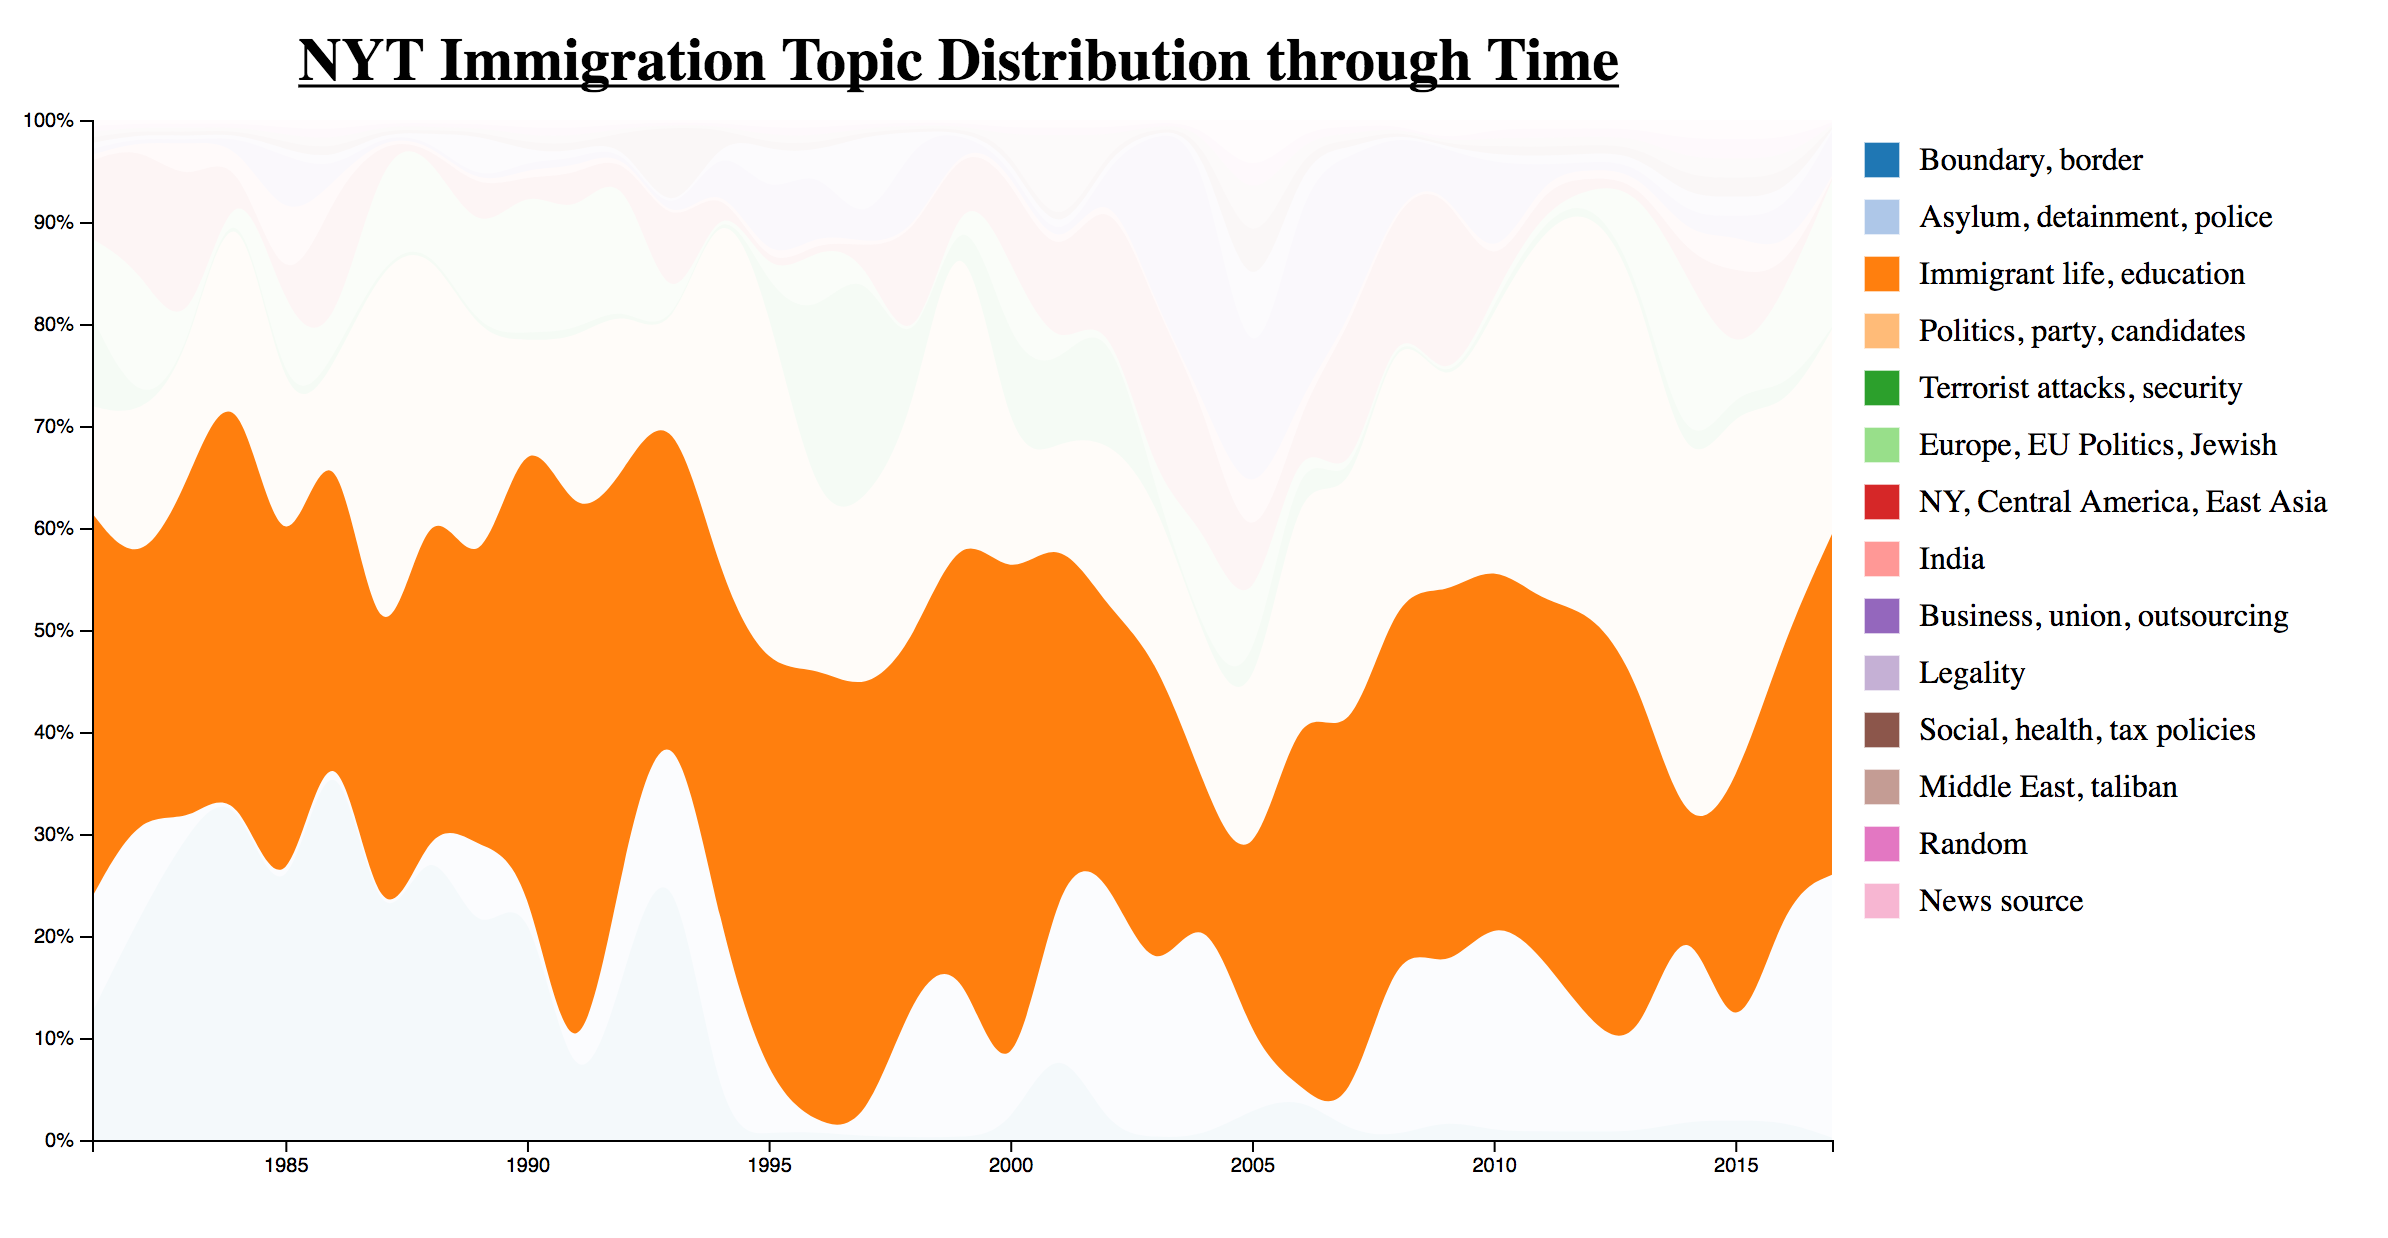 NYT Immigration Topic Distribution through Time
100%
90%
80%
70%
60%
50%
40%
30%
20%
10%
0%
1985 1990 1995 2000 2005 2010 2015
Boundary, border
Asylum, detainment, police
Immigrant life, education
Politics, party, candidates
Terrorist attacks, security
Europe, EU Politics, Jewish
NY, Central America, East Asia
India
Business, union, outsourcing
Legality
Social, health, tax policies
Middle East, taliban
Random
News source